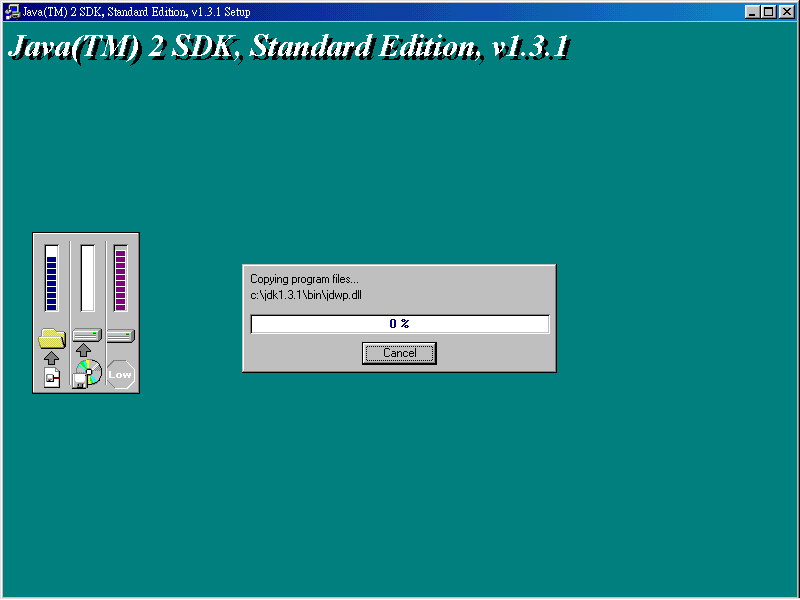 Java(TM) 2 SDK, Standard Edition, v1.3.1 Setup
Java(TM) 2 SDK, Standard Edition, v1.3.1
Copying program files...
c:\jdk1.3.1\bin\jdwp.dll
0 %
Cancel
Low